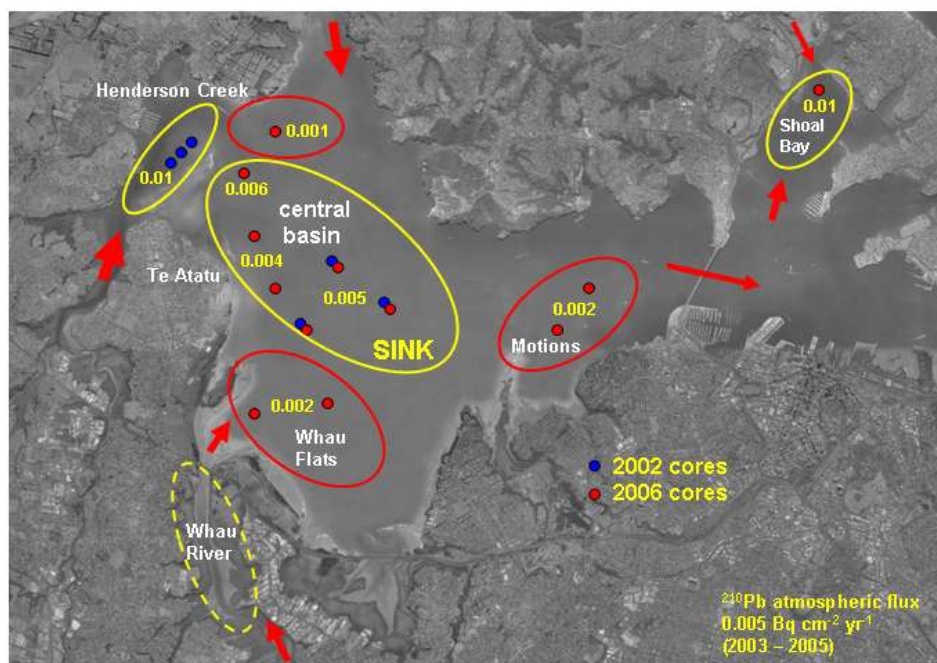 Henderson Creek
0.001
0.01
Shoal
Bay
0.01
0.006
central
basin
0.004
Te Atatu
0.005
0.002
SINK
Motions
0.002
Whau
Flats
2002 cores
2006 cores
Whau
River
²¹⁰Pb atmospheric flux
0.005 Bq cm⁻² yr⁻¹
(2003 – 2005)